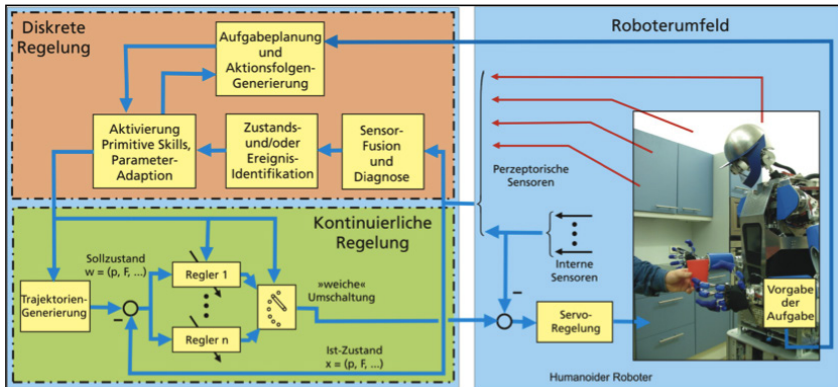 Diskrete
Regelung
Aufgabeplanung
und
Aktionsfolgen-
Generierung
Aktivierung
Primitive Skills,
Parameter-
Adaption
Zustands-
und/oder
Ereignis-
Identifikation
Sensor-
Fusion
und
Diagnose
Kontinuierliche
Regelung
Sollzustand
w = (p, F, ...)
Trajektorien-
Generierung
Regler 1
Regler n
»weiche«
Umschaltung
Ist-Zustand
x = (p, F, ...)
Roboterumfeld
Perzeptorische
Sensoren
Interne
Sensoren
Servo-
Regelung
Vorgabe
der
Aufgabe
Humanoider Roboter